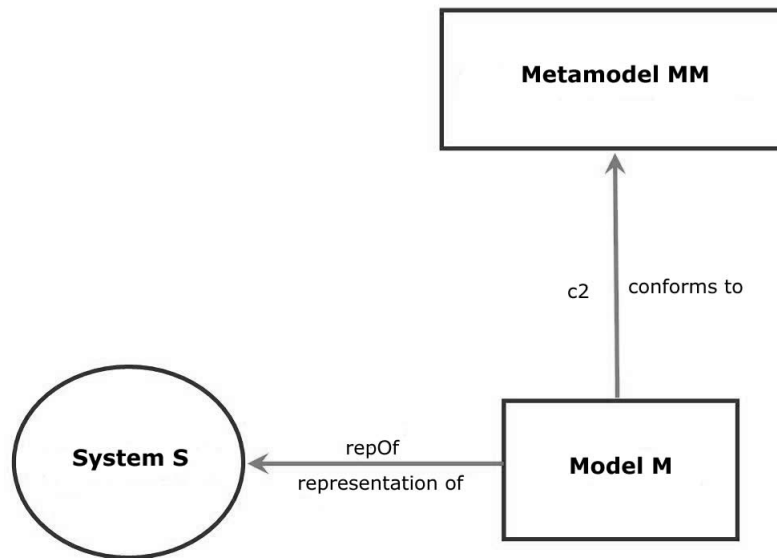 Metamodel MM
c2
conforms to
System S
repOf
representation of
Model M